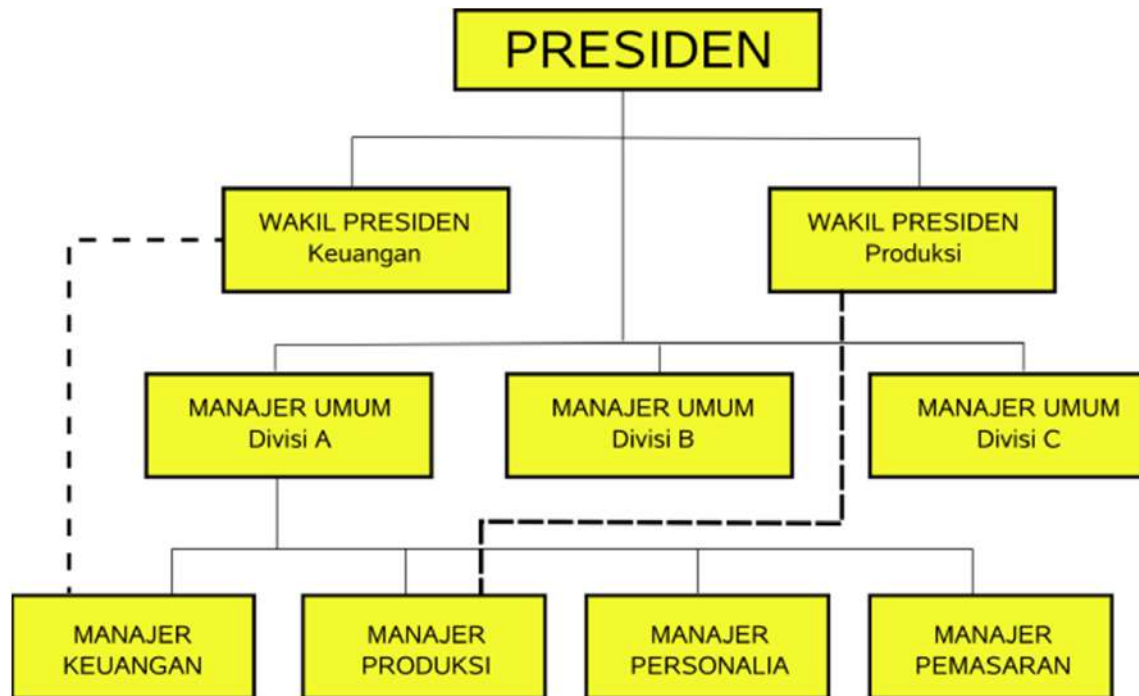 PRESIDEN
WAKIL PRESIDEN
Keuangan
WAKIL PRESIDEN
Produksi
MANAJER UMUM
Divisi A
MANAJER UMUM
Divisi B
MANAJER UMUM
Divisi C
MANAJER
KEUANGAN
MANAJER
PRODUKSI
MANAJER
PERSONALIA
MANAJER
PEMASARAN